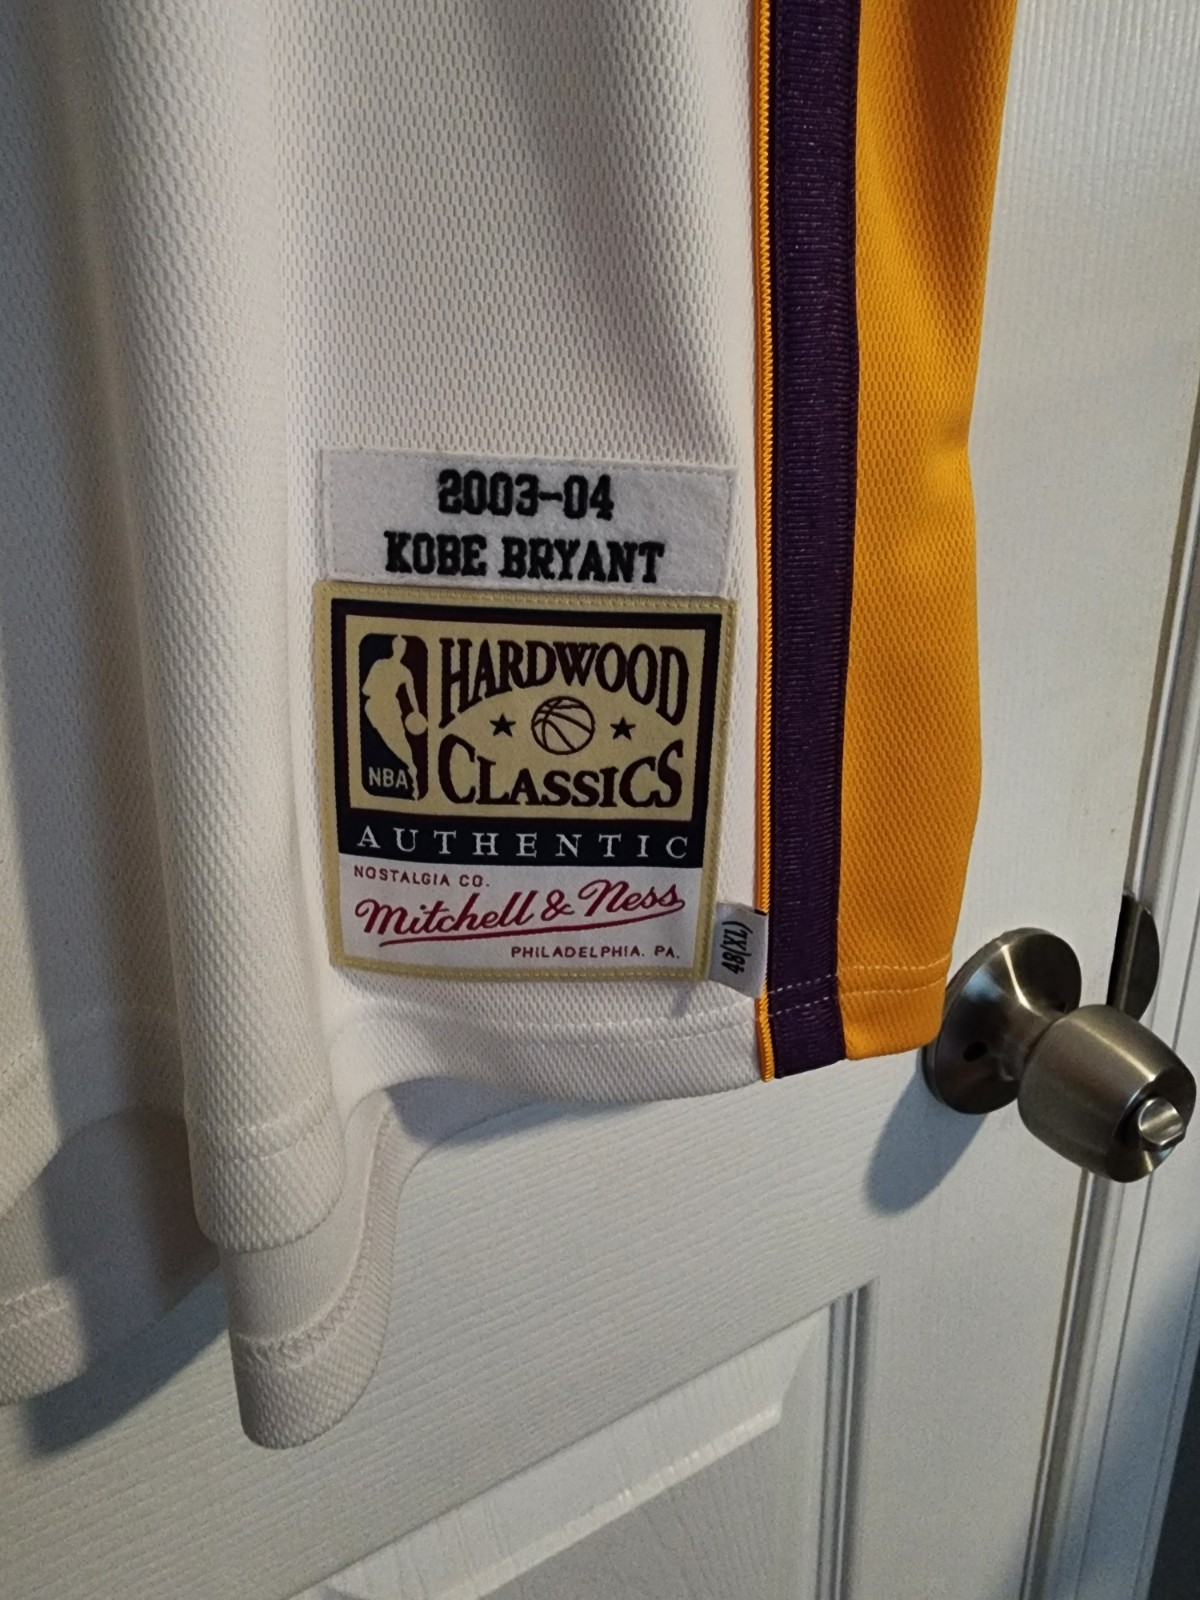 2003-04
KOBE BRYANT
HARDWOOD
CLASSICS
NBA
AUTHENTIC
NOSTALGIA CO.
Mitchell & Ness
PHILADELPHIA. PA.
48(XL)